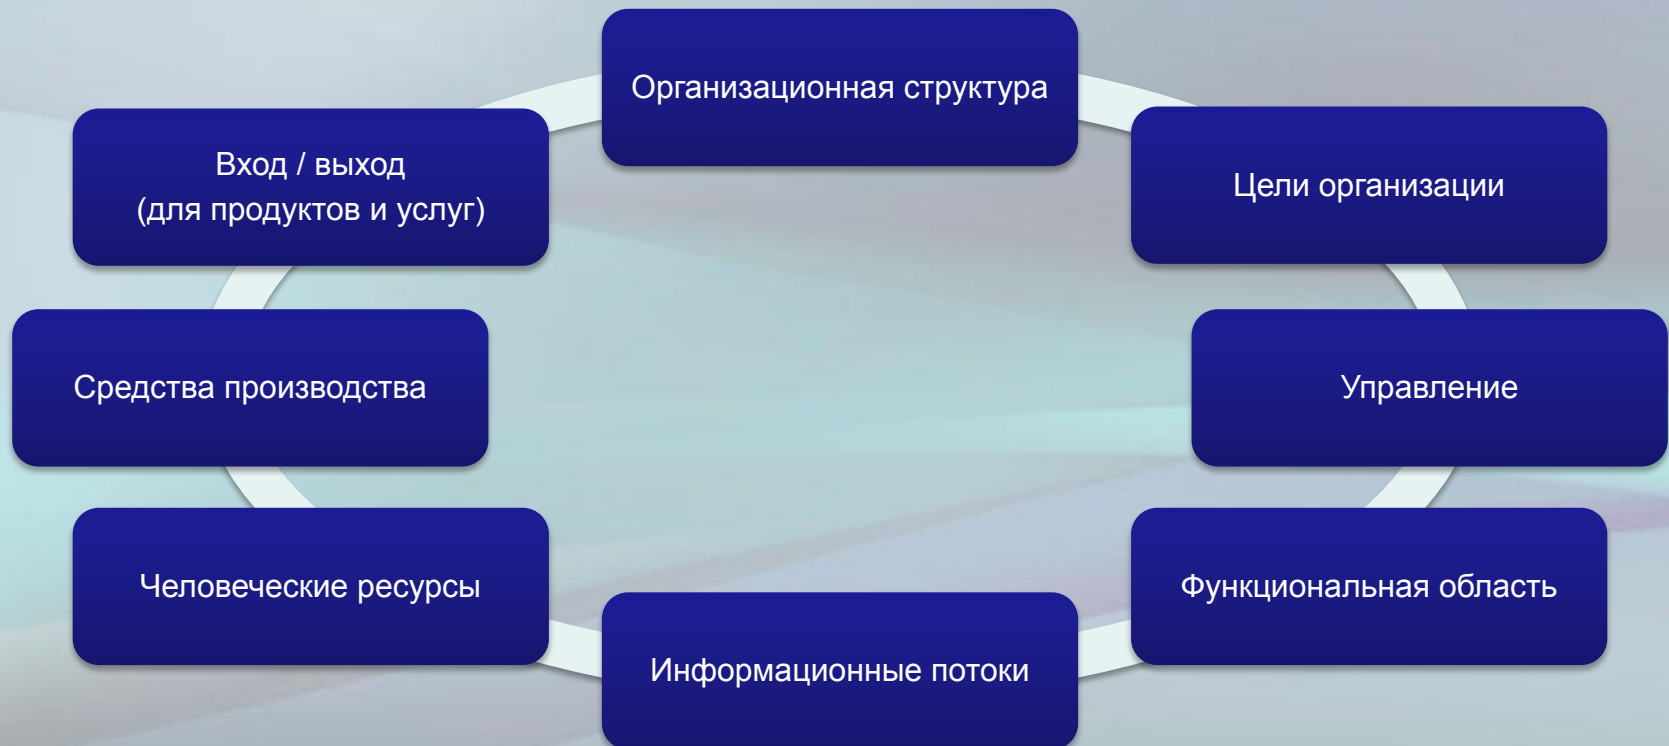 Организационная структура
Цели организации
Управление
Функциональная область
Информационные потоки
Человеческие ресурсы
Средства производства
Вход / выход
(для продуктов и услуг)